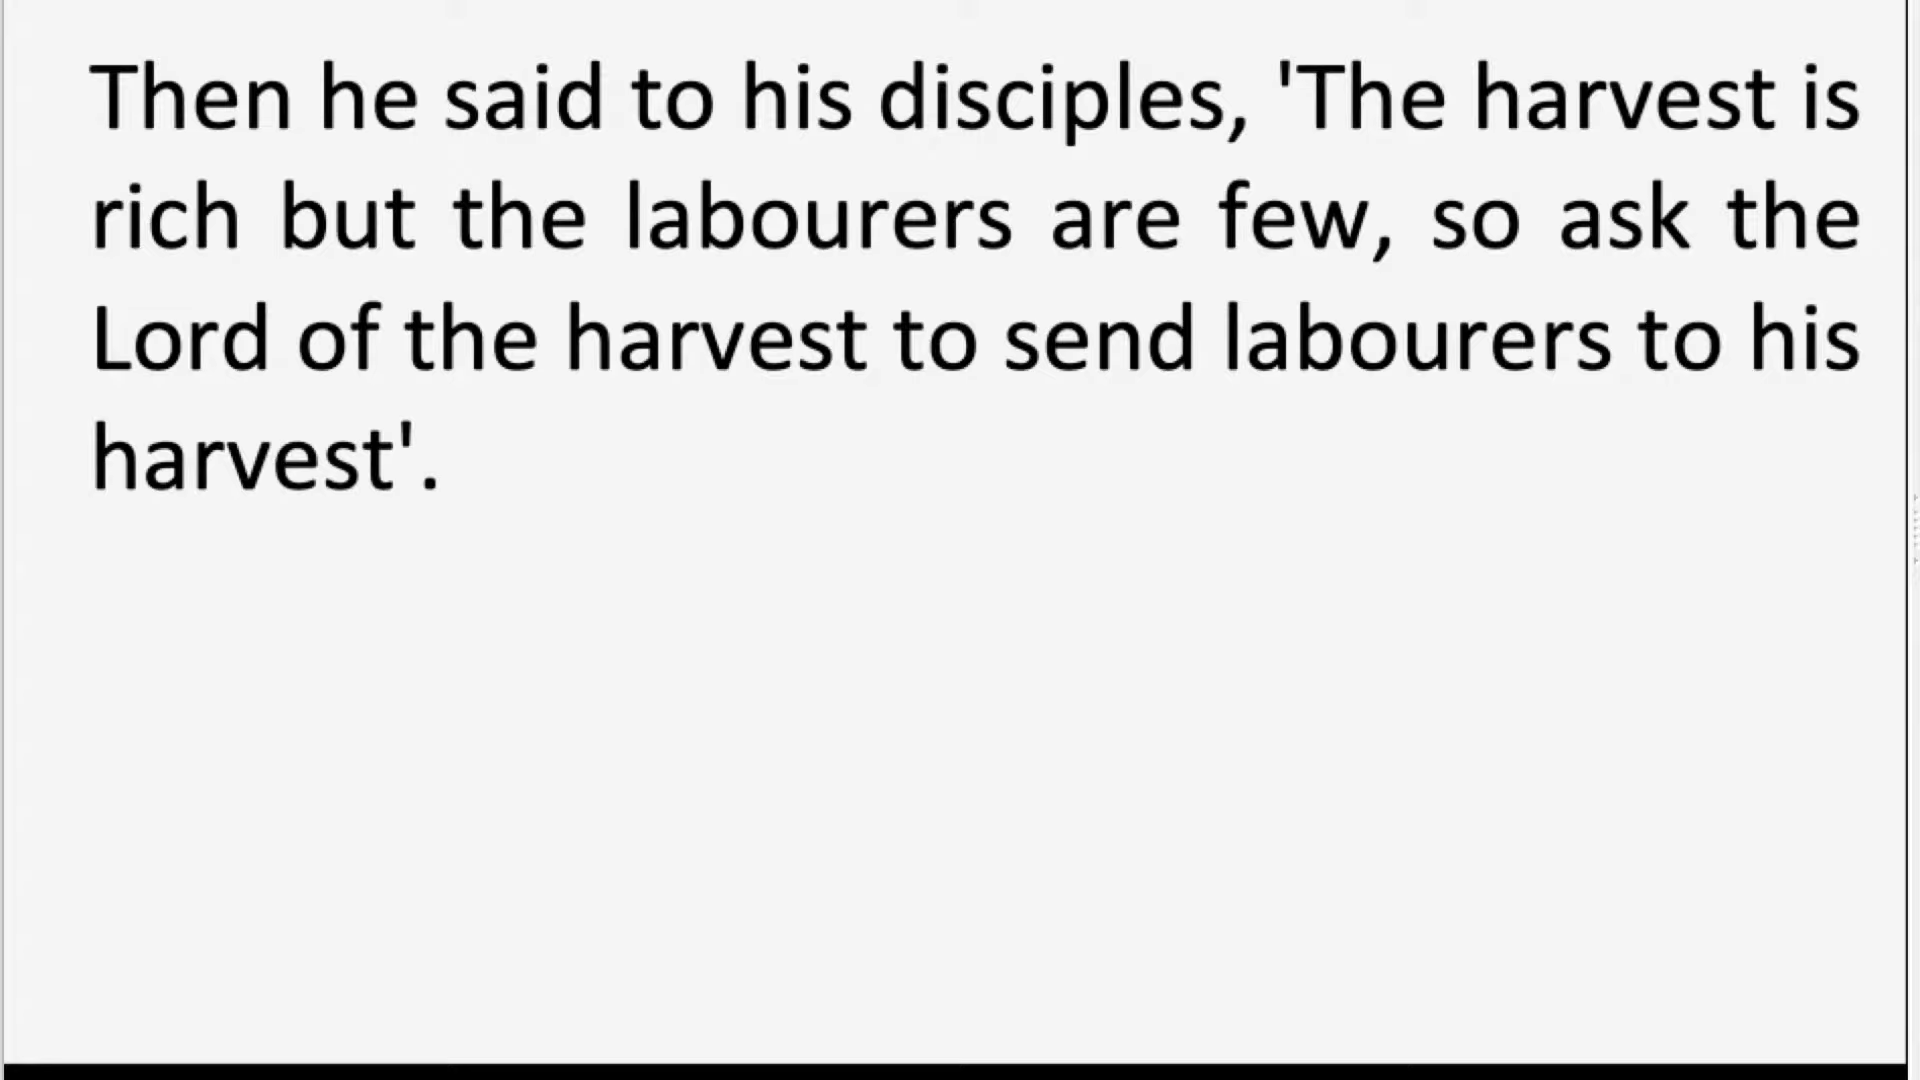 Then he said to his disciples, 'The harvest is
rich but the labourers are few, so ask the
Lord of the harvest to send labourers to his
harvest'.